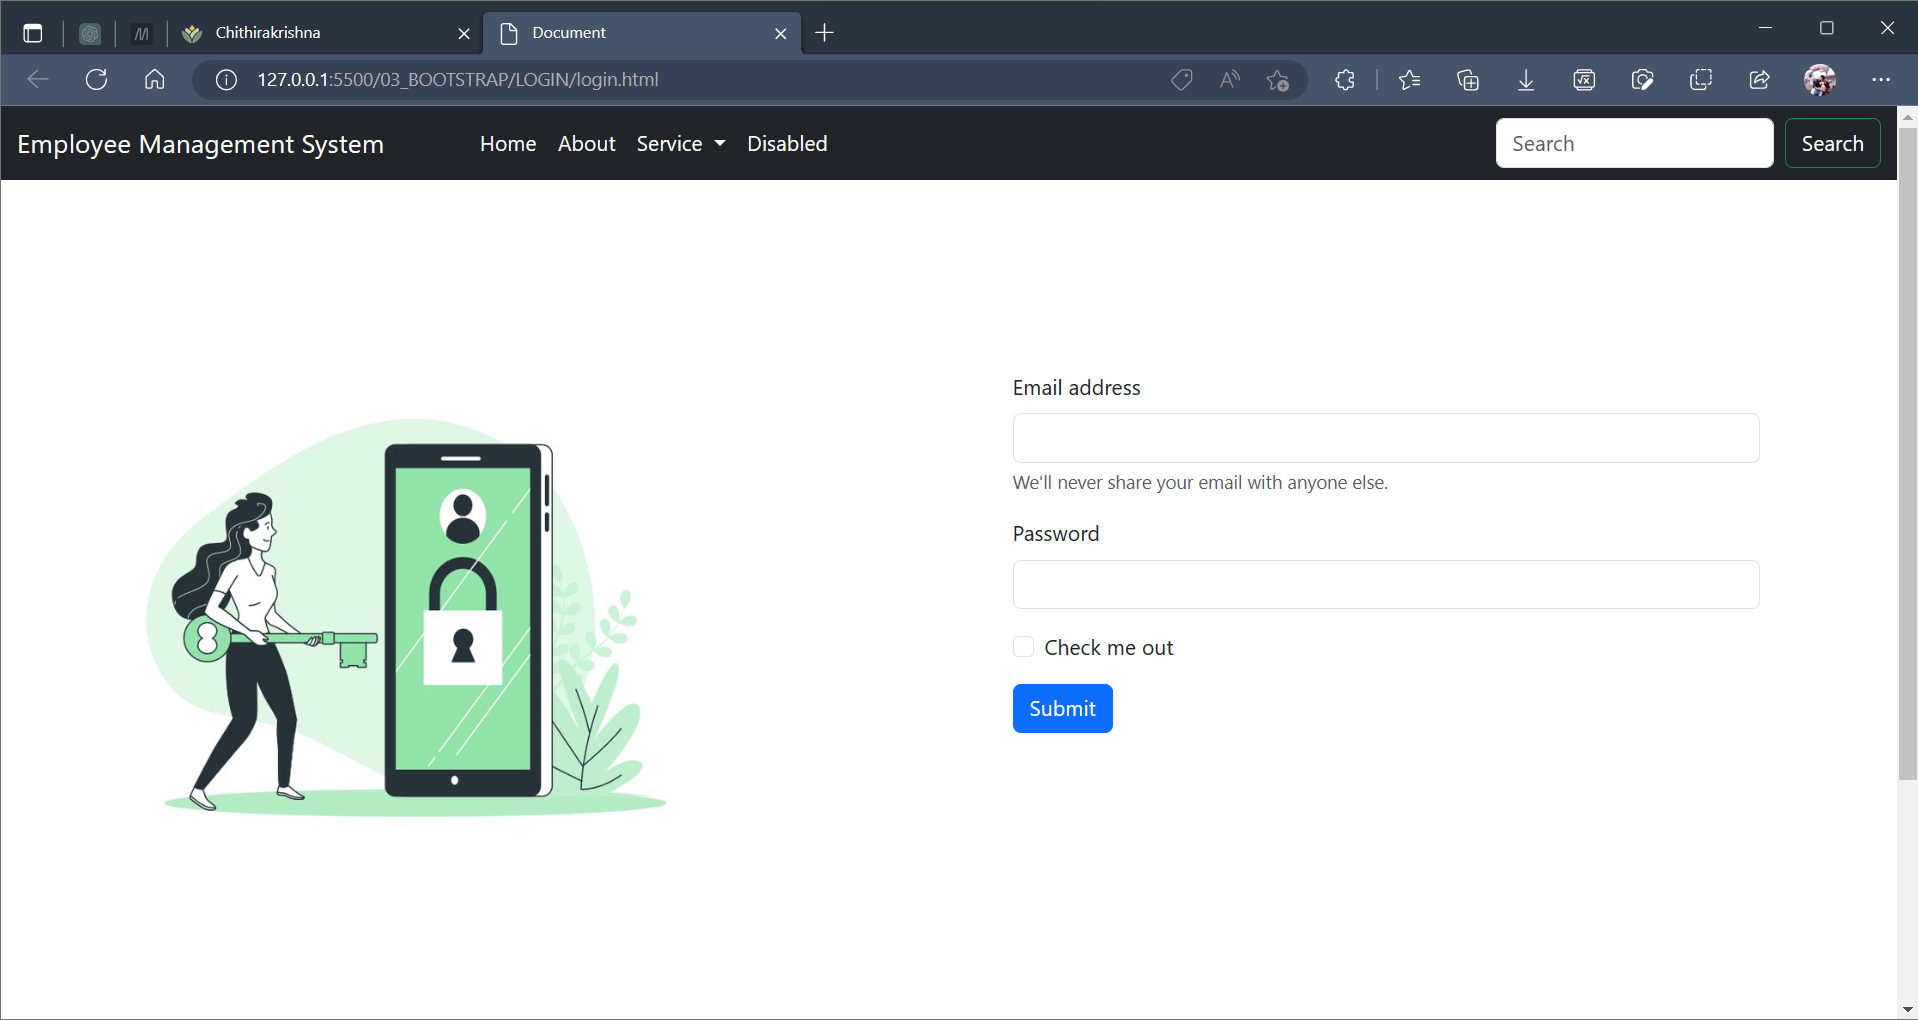 Chithirakrishna
Document
127.0.0.1:5500/03_BOOTSTRAP/LOGIN/login.html
Employee Management System
Home
About
Service
Disabled
Search
Search
Email address
We'll never share your email with anyone else.
Password
Check me out
Submit